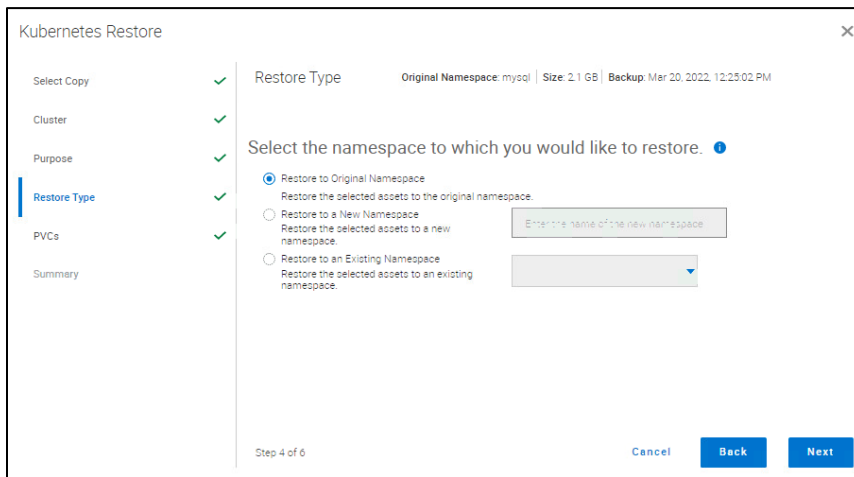 Kubernetes Restore
Select Copy
Cluster
Purpose
Restore Type
PVCs
Summary
Restore Type
Original Namespace: mysql | Size: 2.1 GB | Backup: Mar 20, 2022, 12:25:02 PM
Select the namespace to which you would like to restore.
Restore to Original Namespace
Restore the selected assets to the original namespace.
Restore to a New Namespace
Restore the selected assets to a new
namespace.
Enter the name of the new namespace
Restore to an Existing Namespace
Restore the selected assets to an existing
namespace.
Step 4 of 6
Cancel
Back
Next